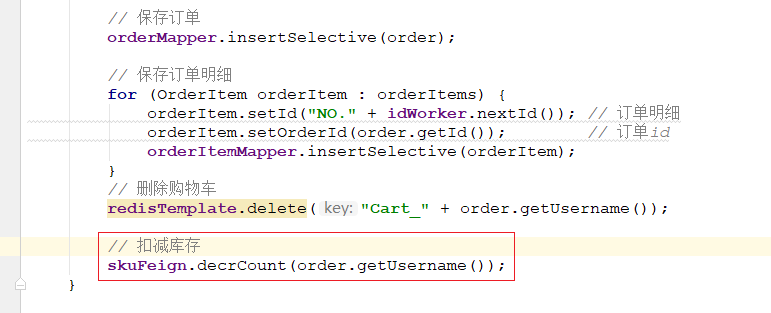 // 保存订单
orderMapper.insertSelective(order);
// 保存订单明细
for (OrderItem orderItem : orderItems) {
orderItem.setId("NO." + idWorker.nextId()); // 订单明细
orderItem.setOrderId(order.getId()); // 订单id
orderItemMapper.insertSelective(orderItem);
}
// 删除购物车
redisTemplate.delete( key: "Cart_" + order.getUsername());
// 扣减库存
skuFeign.decrCount(order.getUsername());
}